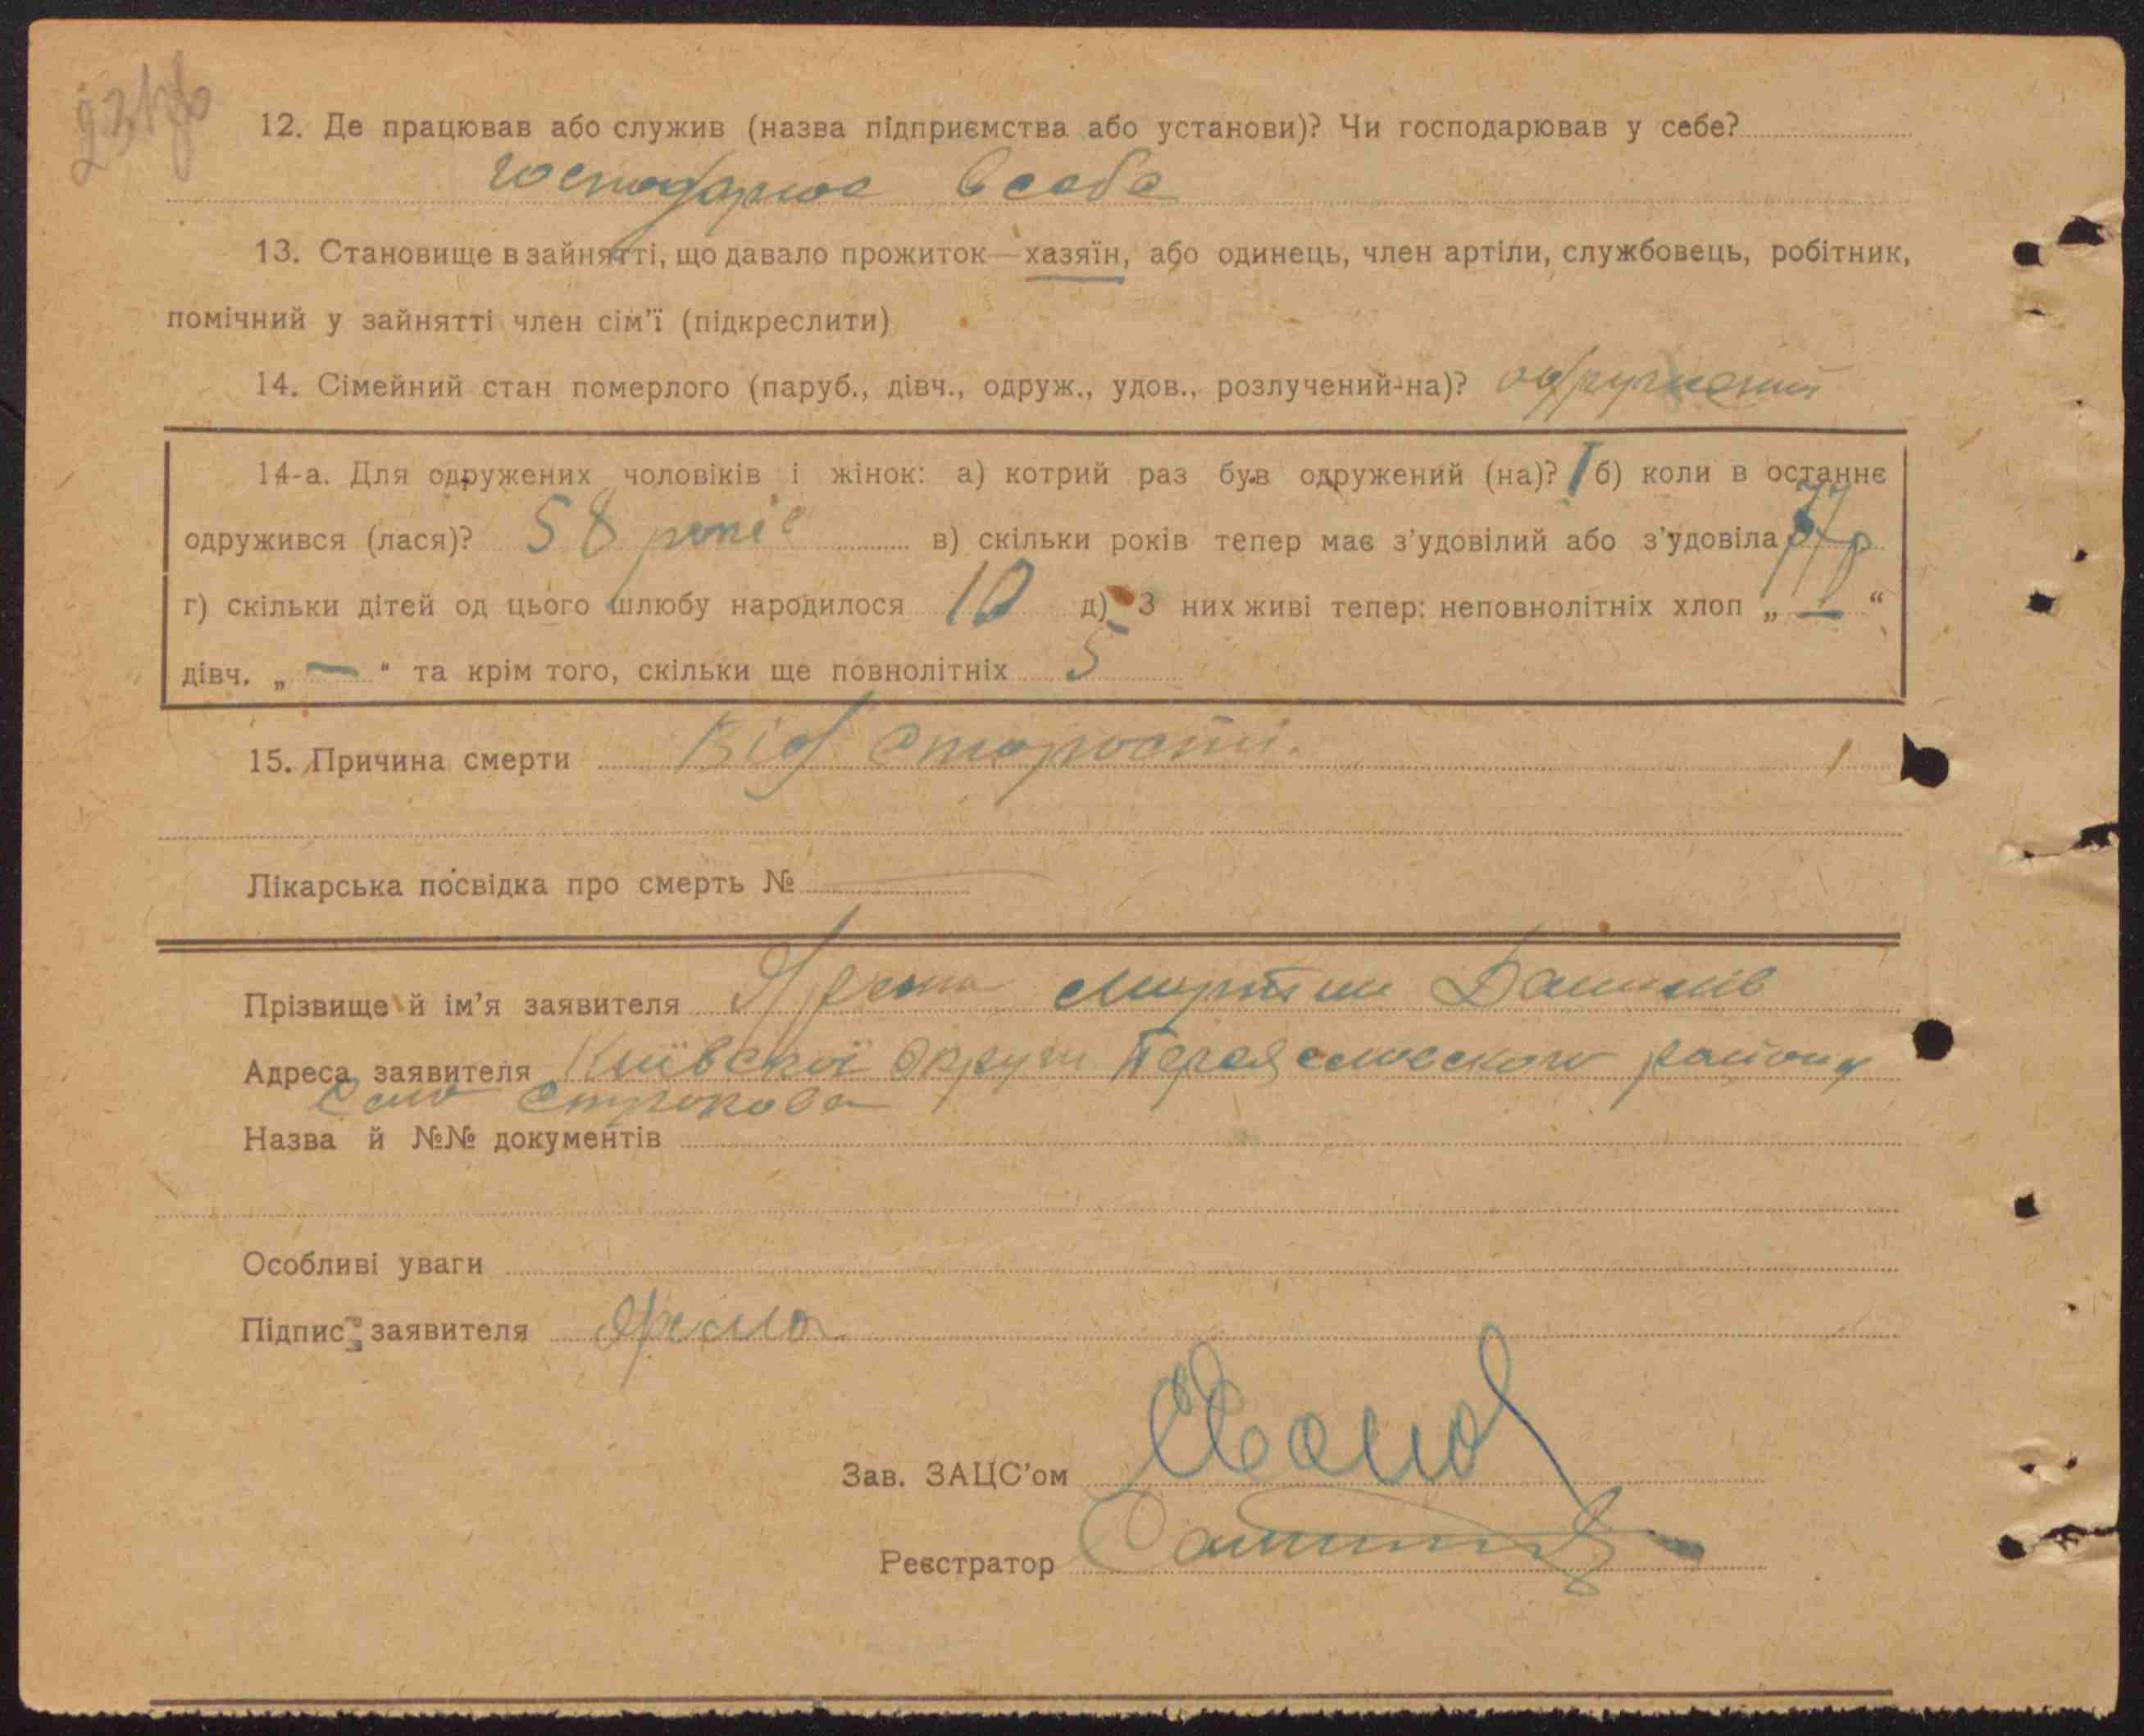 231зв
12. Де працював або служив (назва підприємства або установи)? Чи господарював у себе?
господарює в себе
13. Становище в зайнятті, що давало прожиток—хазяїн, або одинець, член артіли, службовець, робітник,
помічний у зайнятті член сім'ї (підкреслити)
14. Сімейний стан померлого (паруб., дівч., одруж., удов., розлучений-на)? одружений
14-а. Для одружених чоловіків і жінок: а) котрий раз був одружений (на)? I б) коли в останнє
одружився (лася)? 58 років в) скільки років тепер має з'удовілий або з'удовіла 77 р
г) скільки дітей од цього шлюбу народилося 10 д) З них живі тепер: неповнолітніх хлоп „ — “
дівч. „ — “ та крім того, скільки ще повнолітніх 5
15. Причина смерти Від старости.
Лікарська посвідка про смерть №
Прізвище й ім'я заявителя Ярема
Адреса заявителя Київської округи Переяславського району
Село Строкова
Назва й №№ документів
Особливі уваги
Підпис заявителя Ярема
Зав. ЗАЦС'ом
Реєстратор